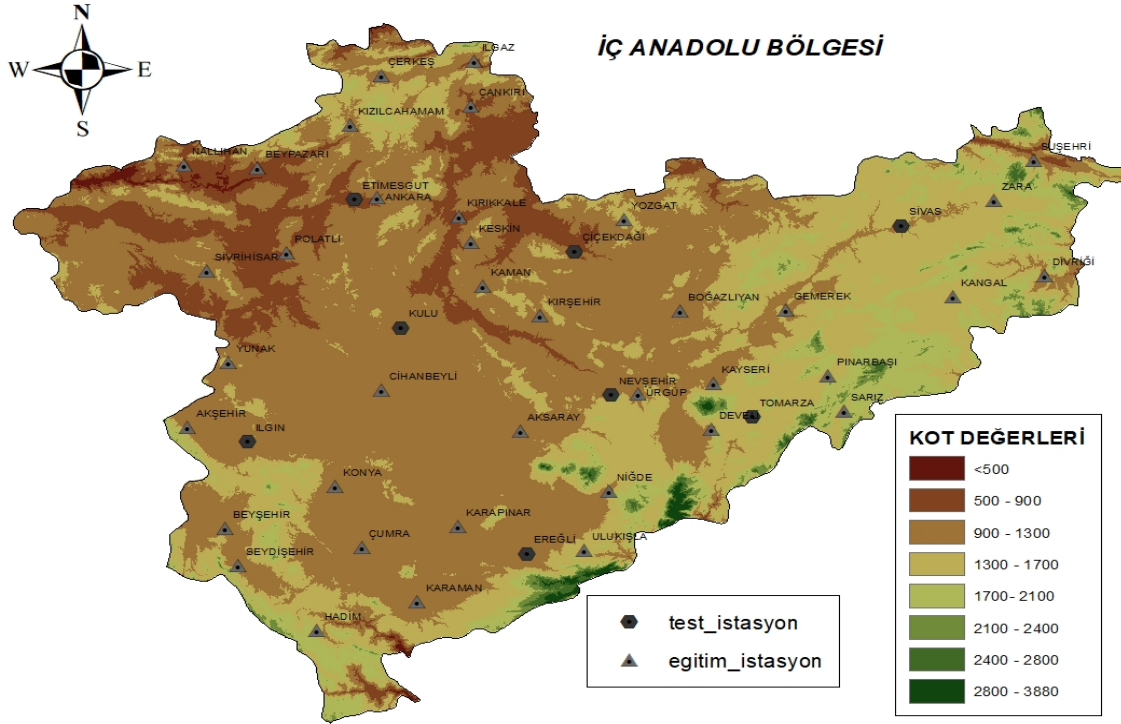 N
W
E
S
İÇ ANADOLU BÖLGESİ
ILGAZ
ÇERKEŞ
ÇANKIRI
KIZILCAHAMAM
NALLIHAN
BEYPAZARI
SUŞEHRİ
ETİMESGUT
ANKARA
ZARA
KIRIKKALE
YOZGAT
SİVAS
KESKİN
ÇİÇEKDAĞI
POLATLI
SİVRİHİSAR
DİVRİĞİ
KAMAN
KANGAL
BOĞAZLIYAN
GEMEREK
KIRŞEHİR
KULU
YUNAK
PINARBAŞI
CİHANBEYLİ
NEVŞEHİR
ÜRGÜP
KAYSERİ
TOMARZA
SARIZ
AKŞEHİR
ILGIN
AKSARAY
DEVELİ
KONYA
NİĞDE
BEYŞEHİR
KARAPINAR
ÇUMRA
EREĞLİ
ULUKIŞLA
SEYDİŞEHİR
KARAMAN
HADİM
KOT DEĞERLERİ
<500
500 - 900
900 - 1300
1300 - 1700
1700 - 2100
2100 - 2400
2400 - 2800
2800 - 3880
test_istasyon
egitim_istasyon